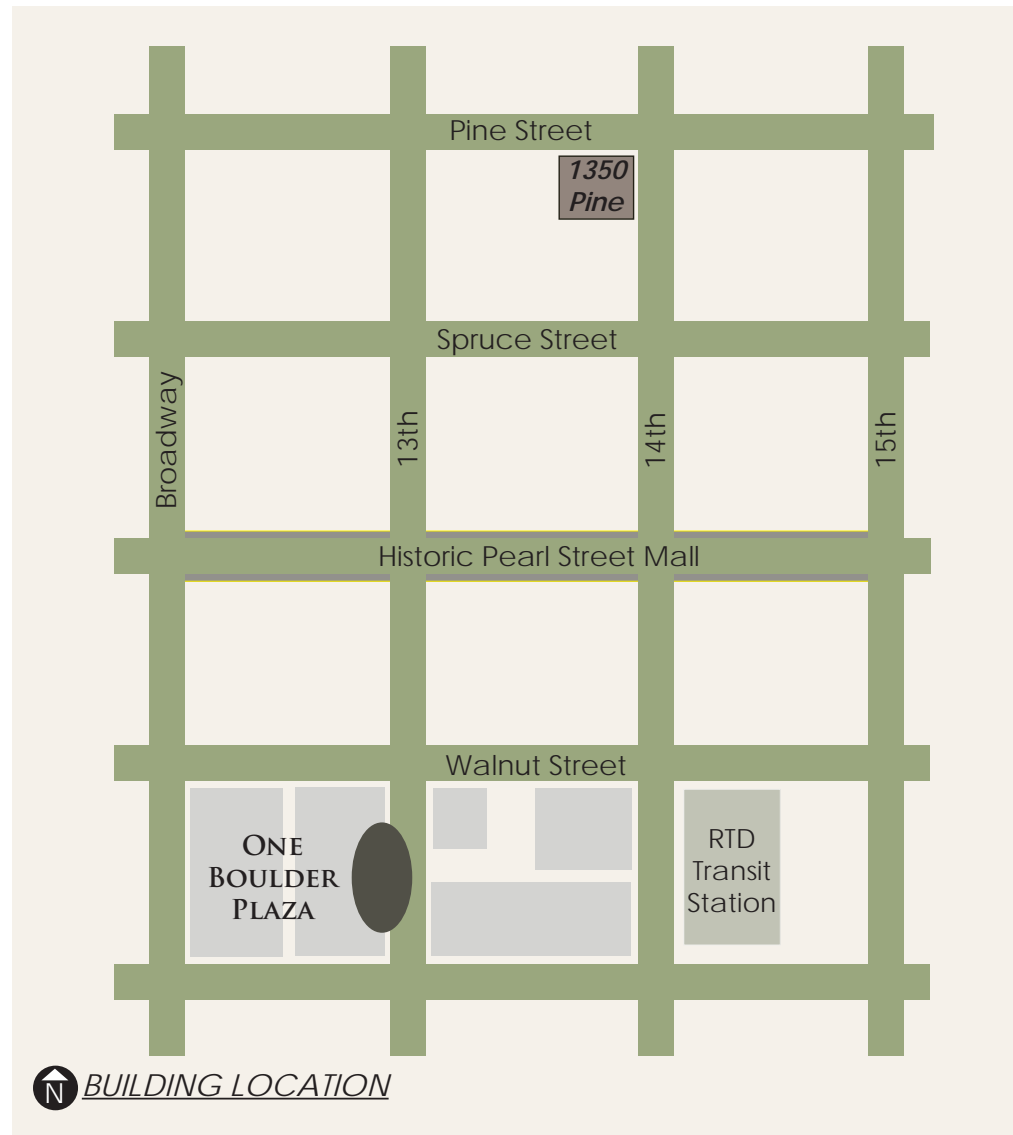 Pine Street
1350
Pine
Spruce Street
Broadway
13th
14th
15th
Historic Pearl Street Mall
Walnut Street
ONE
BOULDER
PLAZA
RTD
Transit
Station
N
BUILDING LOCATION